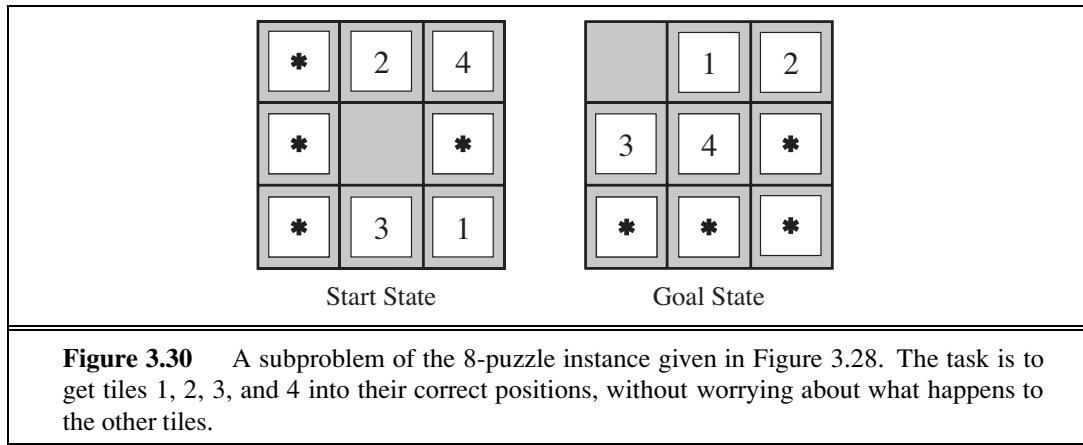 * 2 4 1 2
* * 3 4 *
* 3 1 * * *
Start State Goal State
Figure 3.30 A subproblem of the 8-puzzle instance given in Figure 3.28. The task is to
get tiles 1, 2, 3, and 4 into their correct positions, without worrying about what happens to
the other tiles.